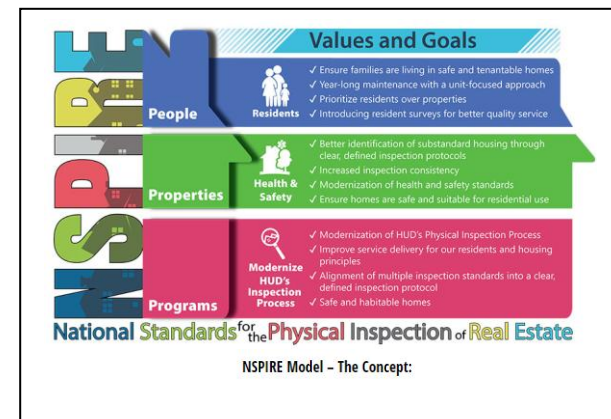 NSPIRE
Values and Goals
People
Residents
✓ Ensure families are living in safe and tenantable homes
✓ Year-long maintenance with a unit-focused approach
✓ Prioritize residents over properties
✓ Introducing resident surveys for better quality service
Properties
Health &
Safety
✓ Better identification of substandard housing through
clear, defined inspection protocols
✓ Increased inspection consistency
✓ Modernization of health and safety standards
✓ Ensure homes are safe and suitable for residential use
Programs
Modernize
HUD's
Inspection
Process
✓ Modernization of HUD's Physical Inspection Process
✓ Improve service delivery for our residents and housing
principles
✓ Alignment of multiple inspection standards into a clear,
defined inspection protocol
✓ Safe and habitable homes
National Standards for the Physical Inspection of Real Estate
NSPIRE Model – The Concept: